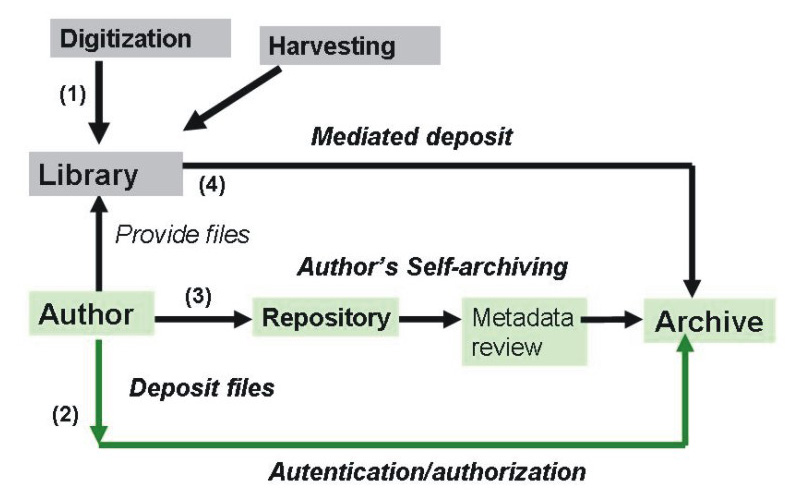 Digitization
Harvesting
(1)
Mediated deposit
Library
(4)
Provide files
Author's Self-archiving
(3)
Author
Repository
Metadata
review
Archive
Deposit files
(2)
Autentication/authorization